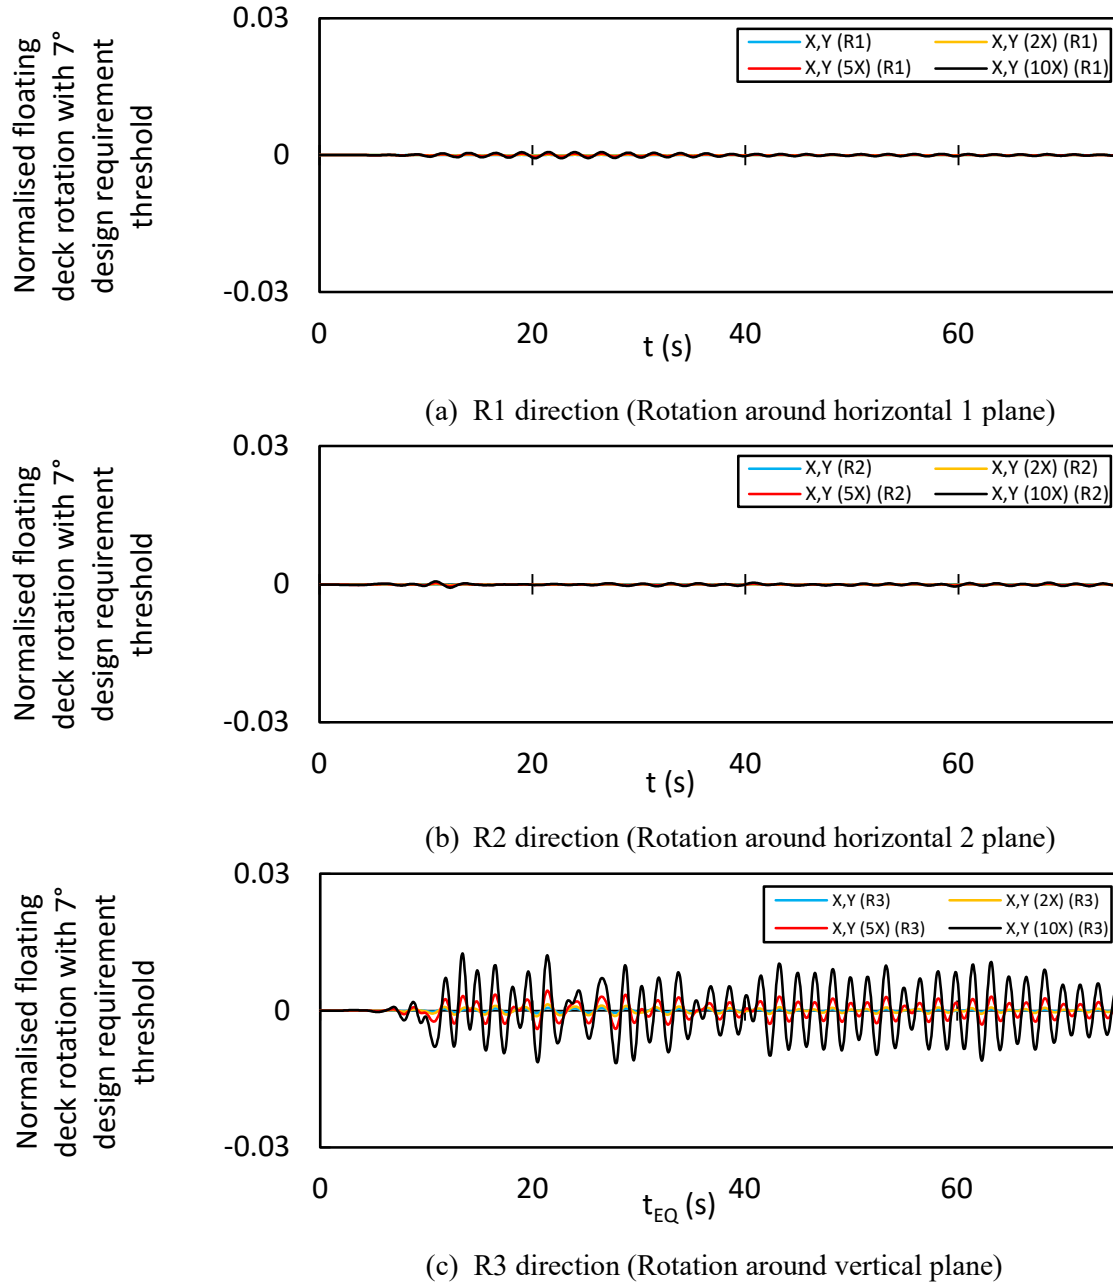 Normalised floating
deck rotation with 7°
design requirement
threshold
0.03
0
-0.03
X,Y (R1)
X,Y (2X) (R1)
X,Y (5X) (R1)
X,Y (10X) (R1)
0
20
40
60
t (s)
(a) R1 direction (Rotation around horizontal 1 plane)
Normalised floating
deck rotation with 7°
design requirement
threshold
0.03
0
-0.03
X,Y (R2)
X,Y (2X) (R2)
X,Y (5X) (R2)
X,Y (10X) (R2)
0
20
40
60
t (s)
(b) R2 direction (Rotation around horizontal 2 plane)
Normalised floating
deck rotation with 7°
design requirement
threshold
0.03
0
-0.03
X,Y (R3)
X,Y (2X) (R3)
X,Y (5X) (R3)
X,Y (10X) (R3)
0
20
40
60
tEQ (s)
(c) R3 direction (Rotation around vertical plane)